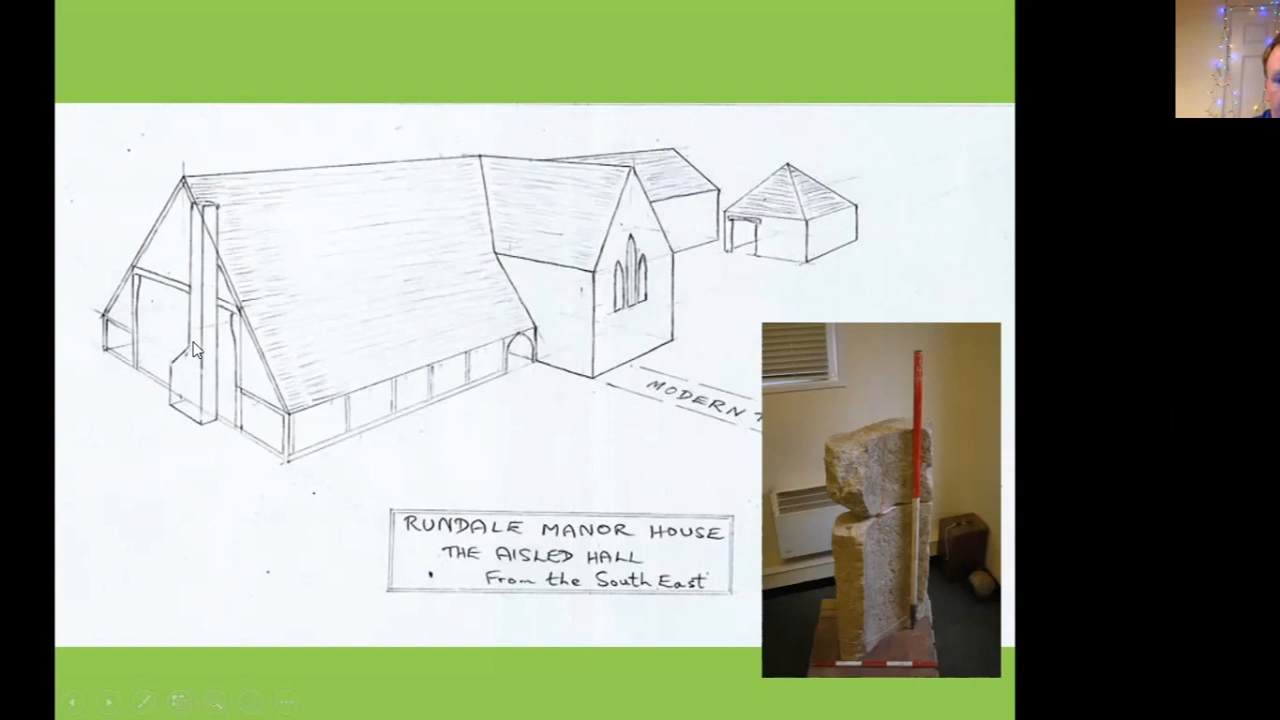 MODERN
RUNDALE MANOR HOUSE
THE AISLED HALL
From the South East